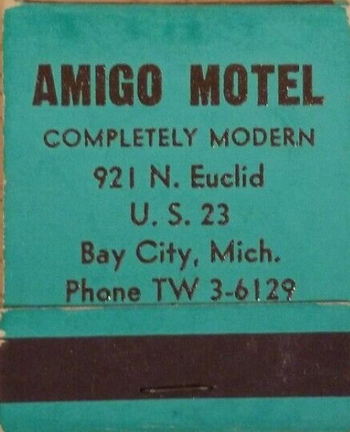 AMIGO MOTEL
COMPLETELY MODERN
921 N. Euclid
U. S. 23
Bay City, Mich.
Phone TW 3-6129